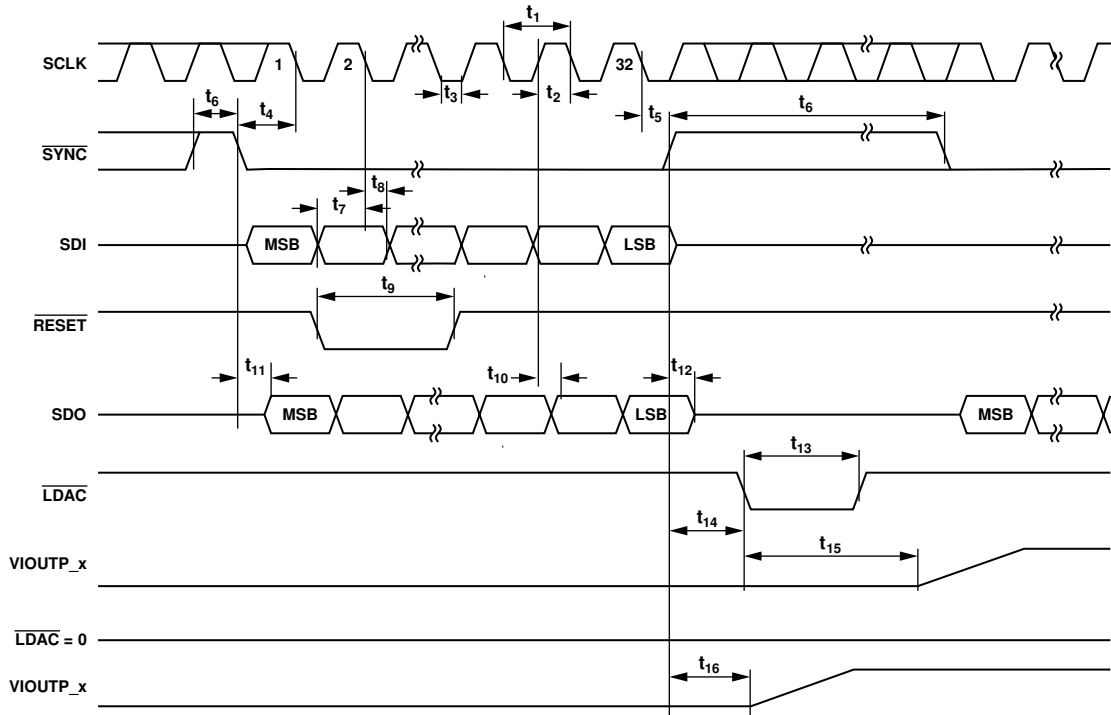 t1
SCLK
1
2
32
t3
t2
t6
t4
t5
t6
SYNC
t8
t7
SDI
MSB
LSB
t9
RESET
t11
t10
t12
SDO
MSB
LSB
MSB
t13
LDAC
t14
t15
VIOUTP_x
LDAC = 0
t16
VIOUTP_x